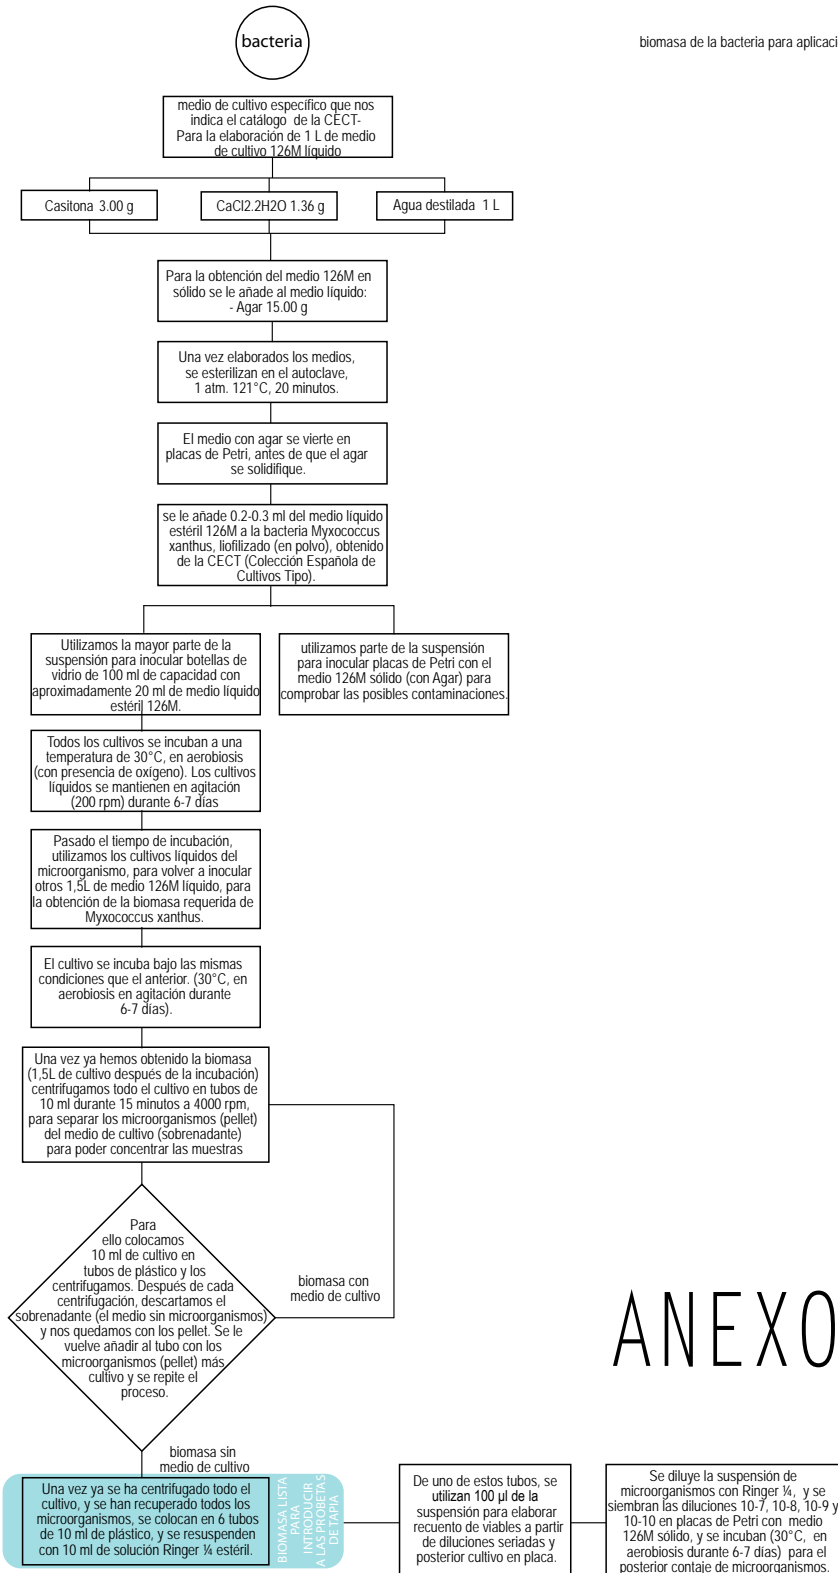 bacteria
biomasa de la bacteria para
medio de cultivo específico que nos
indica el catálogo de la CECT-
Para la elaboración de 1 L de medio
de cultivo 126M líquido
Casitona 3.00 g
CaCl2.2H2O 1.36 g
Agua destilada 1 L
Para la obtención del medio 126M en
sólido se le añade al medio líquido:
- Agar 15.00 g
Una vez elaborados los medios,
se esterilizan en el autoclave,
1 atm. 121°C, 20 minutos.
El medio con agar se vierte en
placas de Petri, antes de que el agar
se solidifique.
se le añade 0.2-0.3 ml del medio líquido
estéril 126M a la bacteria Myxococcus
xanthus, liofilizado (en polvo), obtenido
de la CECT (Colección Española de
Cultivos Tipo).
Utilizamos la mayor parte de la
suspensión para inocular botellas de
vidrio de 100 ml de capacidad con
aproximadamente 20 ml de medio líquido
estéril 126M.
utilizamos parte de la suspensión
para inocular placas de Petri con el
medio 126M sólido (con Agar) para
comprobar las posibles contaminaciones.
Todos los cultivos se incuban a una
temperatura de 30°C, en aerobiosis
(con presencia de oxígeno). Los cultivos
líquidos se mantienen en agitación
(200 rpm) durante 6-7 días
Pasado el tiempo de incubación,
utilizamos los cultivos líquidos del
microorganismo, para volver a inocular
otros 1,5L de medio 126M líquido, para
la obtención de la biomasa requerida de
Myxococcus xanthus.
El cultivo se incuba bajo las mismas
condiciones que el anterior. (30°C, en
aerobiosis en agitación durante
6-7 días).
Una vez ya hemos obtenido la biomasa
(1,5L de cultivo después de la incubación)
centrifugamos todo el cultivo en tubos de
10 ml durante 15 minutos a 4000 rpm,
para separar los microorganismos (pellet)
del medio de cultivo (sobrenadante)
para poder concentrar las muestras
Para
ello colocamos
10 ml de cultivo en
tubos de plástico y los
centrifugamos. Después de cada
centrifugación, descartamos el
sobrenadante (el medio sin microorganismos)
y nos quedamos con los pellet. Se le
vuelve añadir al tubo con los
microorganismos (pellet) más
cultivo y se repite el
proceso.
biomasa con
medio de cultivo
ANEXO
biomasa sin
medio de cultivo
Una vez ya se ha centrifugado todo el
cultivo, y se han recuperado todos los
microorganismos, se colocan en 6 tubos
de 10 ml de plástico, y se resuspenden
con 10 ml de solución Ringer ¼ estéril.
BIOMASA LISTA
PARA
INTRODUCIR
A LAS PROBETAS
DE TAPIA
De uno de estos tubos, se
utilizan 100 µl de la
suspensión para elaborar
recuento de viables a partir
de diluciones seriadas y
posterior cultivo en placa.
Se diluye la suspensión de
microorganismos con Ringer ¼, y se
siembran las diluciones 10-7, 10-8, 10-9 y
10-10 en placas de Petri con medio
126M sólido, y se incuban (30°C, en
aerobiosis durante 6-7 días) para el
posterior contaje de microorganismos.